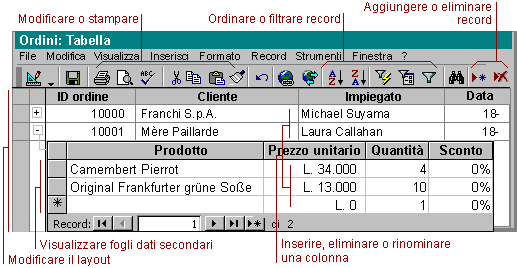 Modificare o stampare
Ordinare o filtrare record
Aggiungere o eliminare
record
Ordini: Tabella
File Modifica Visualizza Inserisci Formato Record Strumenti Finestra ?
ABC
A Z Z A
ID ordine Cliente Impiegato Data
+ 10000 Franchi S.p.A. Michael Suyama 18-
- 10001 Mère Paillarde Laura Callahan 18-
Prodotto Prezzo unitario Quantità Sconto
Camembert Pierrot L. 34.000 4 0%
Original Frankfurter grüne Soße L. 13.000 10 0%
* L. 0 1 0%
Record: 1 di 2
Visualizzare fogli dati secondari
Modificare il layout
Inserire, eliminare o rinominare
una colonna